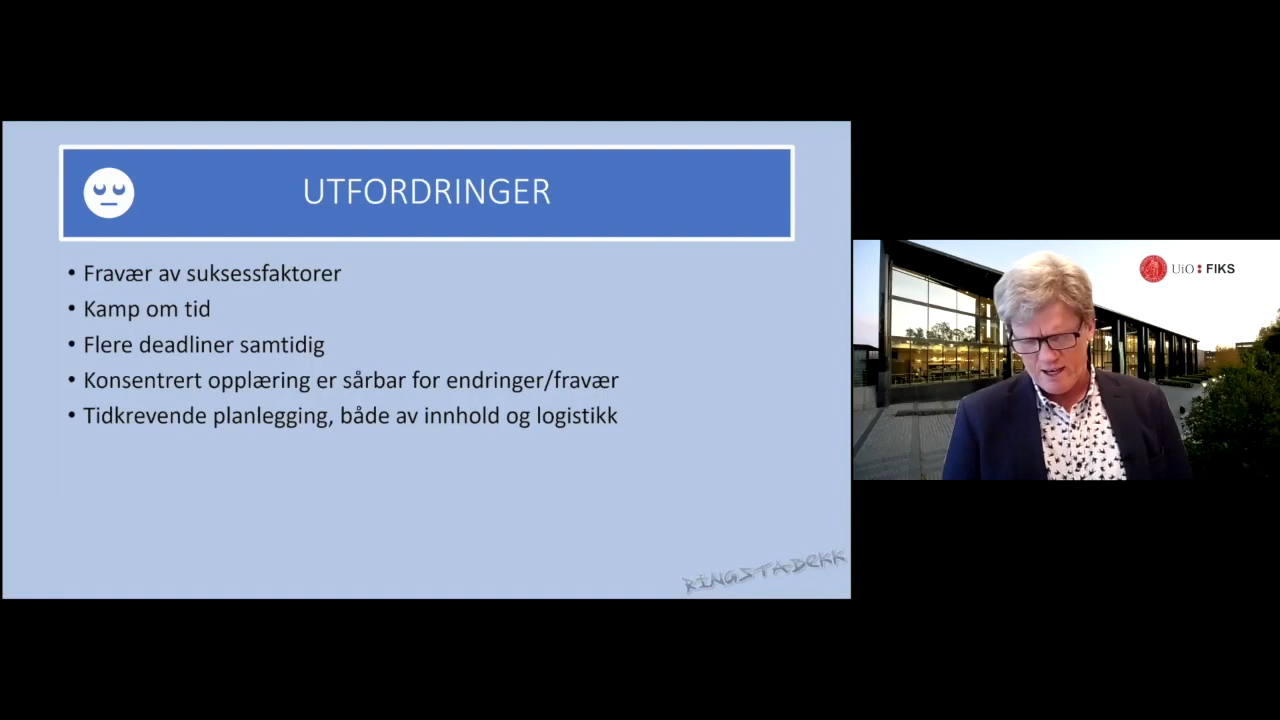 UTFORDRINGER
• Fravær av suksessfaktorer
• Kamp om tid
• Flere deadliner samtidig
• Konsentrert opplæring er sårbar for endringer/fravær
• Tidkrevende planlegging, både av innhold og logistikk
RINGSTABEKK
UiO: FIKS